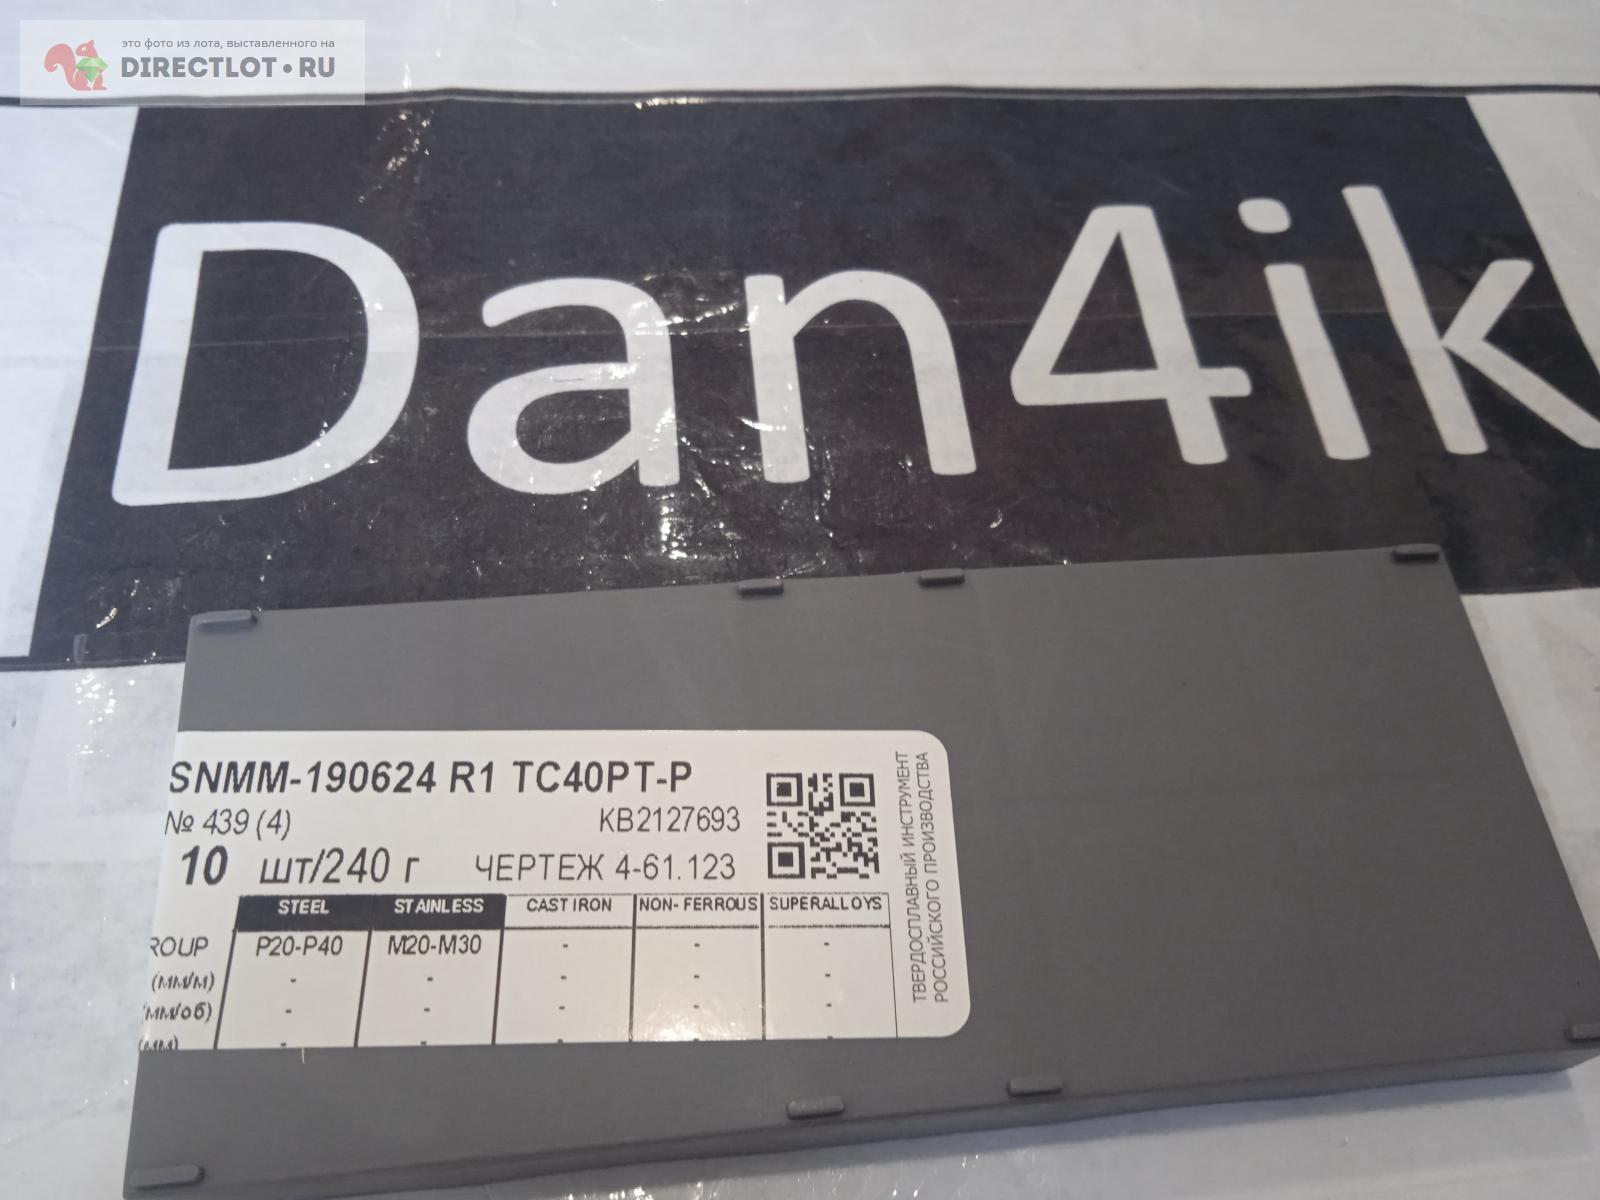 это фото из лота, выставленного на
DIRECTLOT•RU
Dan4ik
SNMM-190624 R1 TC40PT-P
№ 439 (4) KB2127693
10 шт/240 г ЧЕРТЕЖ 4-61.123
STEEL STAINLESS CAST IRON NON- FERROUS SUPERALLOYS
ROUP P20-P40 M20-M30 - - -
(мм/м) - - - - -
(мм/об) - - - - -
(мм) - - - - -
ТВЕРДОСПЛАВНЫЙ ИНСТРУМЕНТ
РОССИЙСКОГО ПРОИЗВОДСТВА